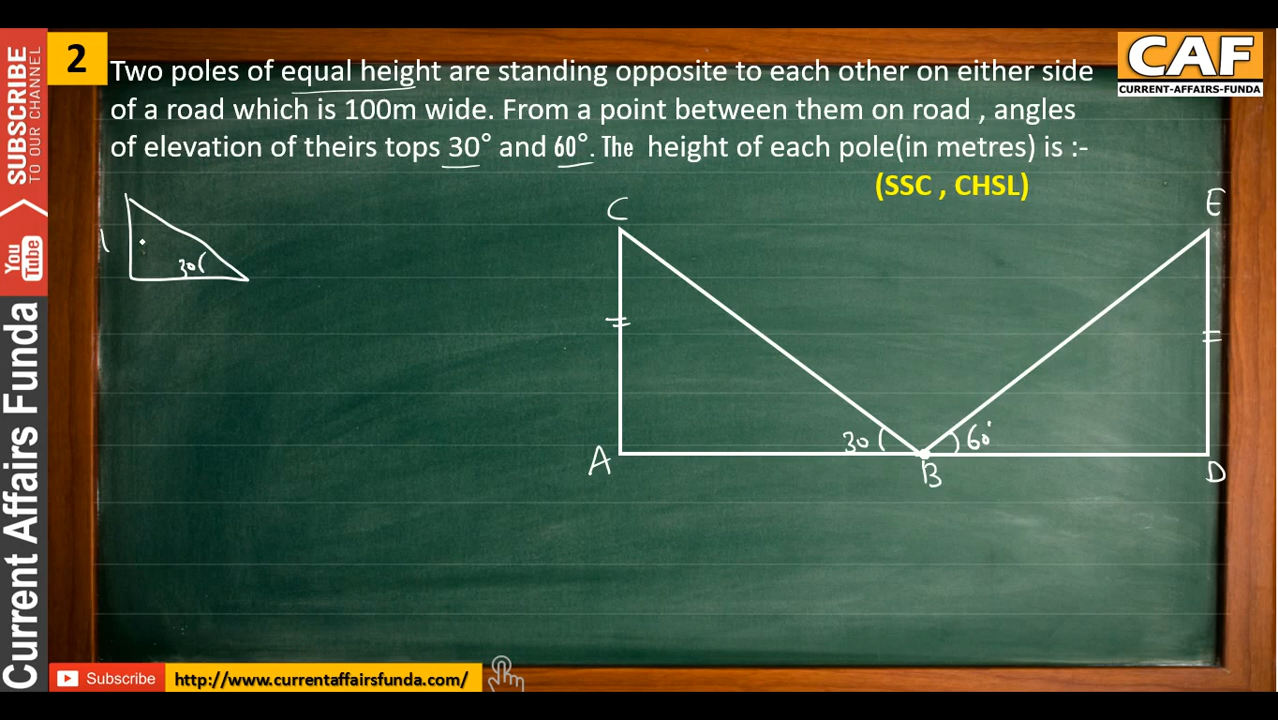 SUBSCRIBE
TO OUR CHANNEL
You
Tube
Current Affairs Funda
2
CAF
CURRENT-AFFAIRS-FUNDA
Two poles of equal height are standing opposite to each other on either side
of a road which is 100m wide. From a point between them on road , angles
of elevation of theirs tops 30° and 60°. The height of each pole(in metres) is :-
(SSC , CHSL)
1
30
C
E
30
60°
A
B
D
Subscribe
http://www.currentaffairsfunda.com/